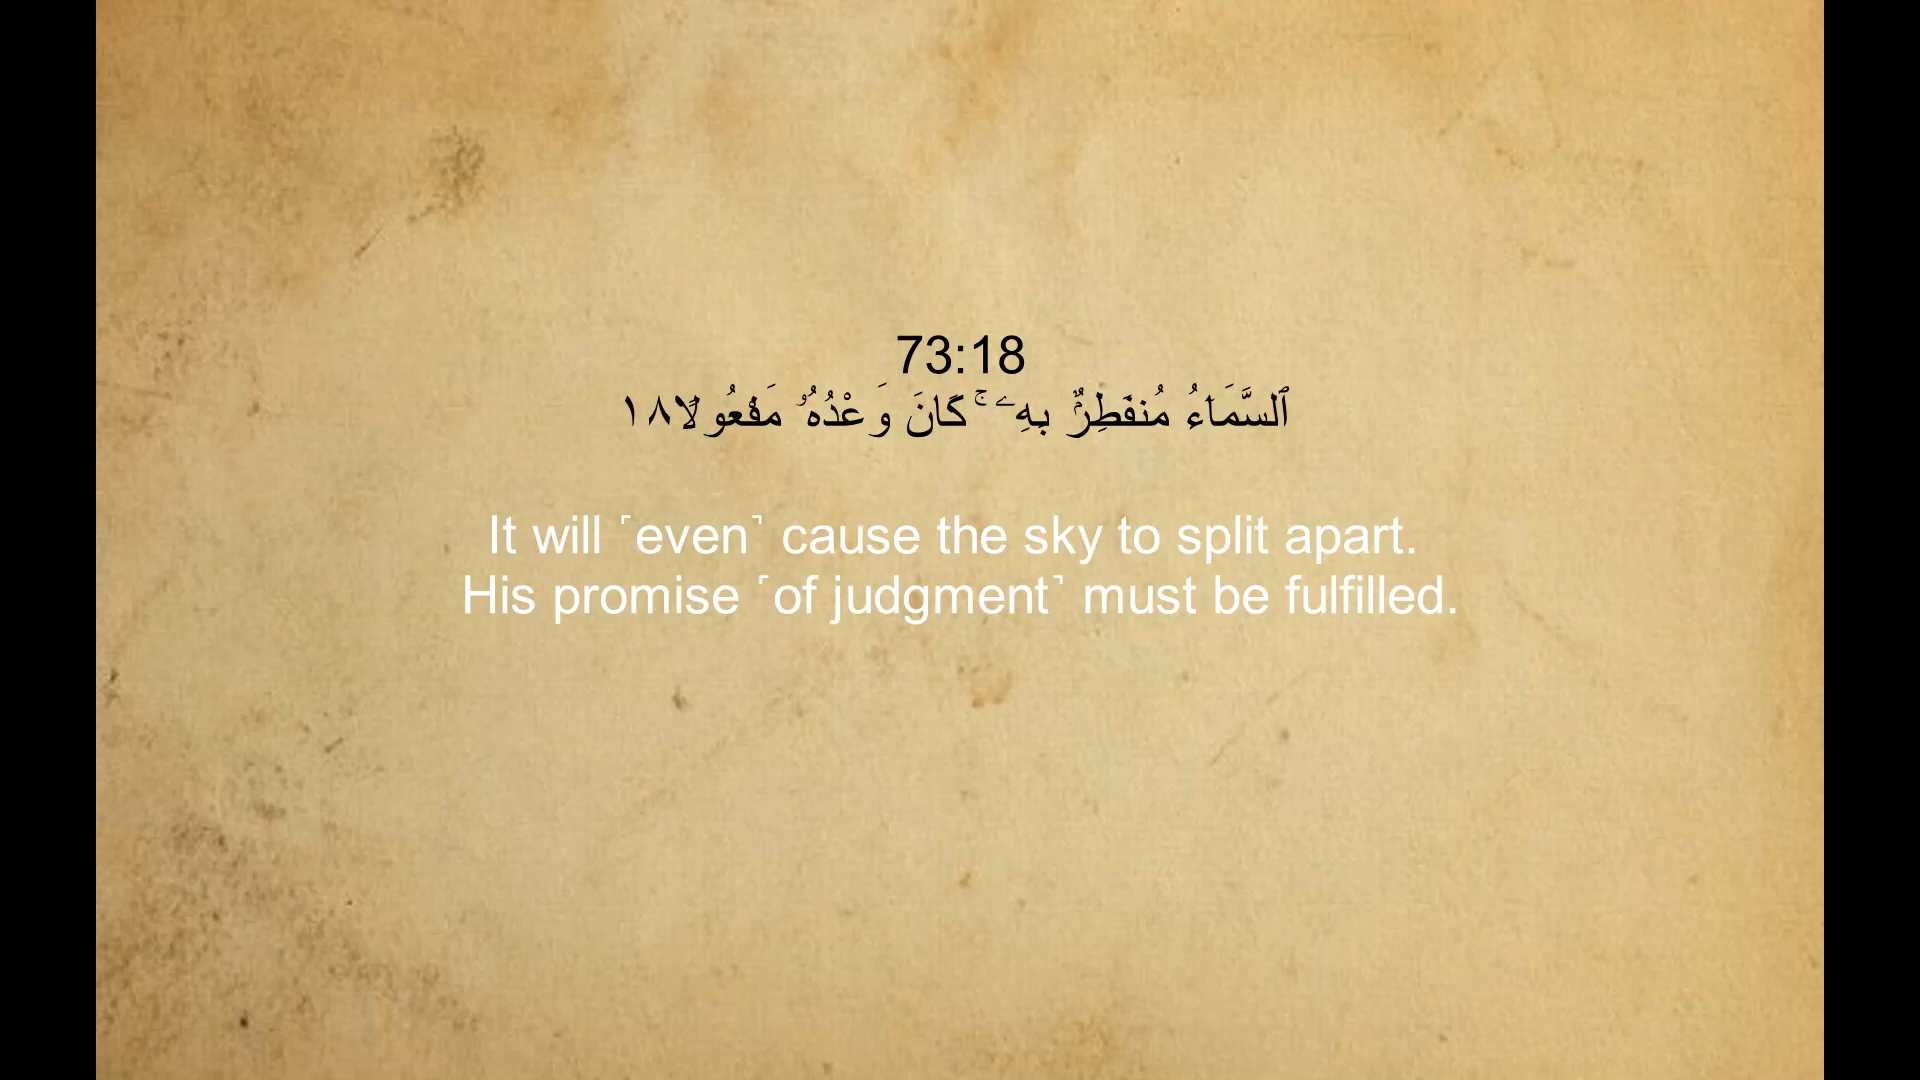 73:18
ٱلسَّمَآءُ مُنفَطِرٌۢ بِهِۦ ۚ كَانَ وَعْدُهُۥ مَفْعُولًا١٨
It will ˹even˺ cause the sky to split apart.
His promise ˹of judgment˺ must be fulfilled.